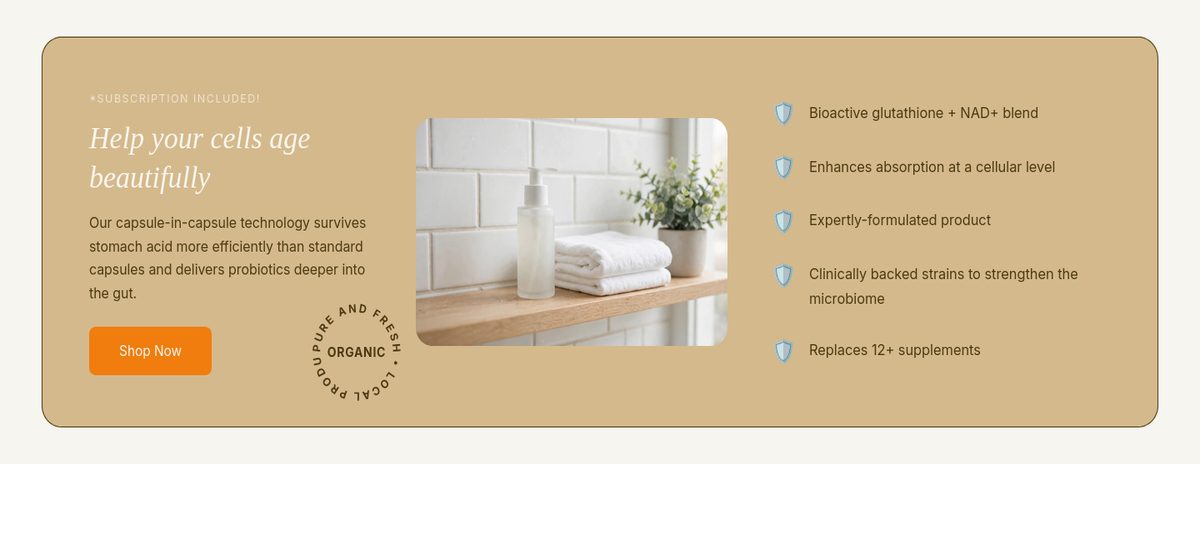 *SUBSCRIPTION INCLUDED!
Help your cells age
beautifully
Our capsule-in-capsule technology survives
stomach acid more efficiently than standard
capsules and delivers probiotics deeper into
the gut.
Shop Now
PURE AND FRESH * LOCAL PRODU
ORGANIC
Bioactive glutathione + NAD+ blend
Enhances absorption at a cellular level
Expertly-formulated product
Clinically backed strains to strengthen the
microbiome
Replaces 12+ supplements